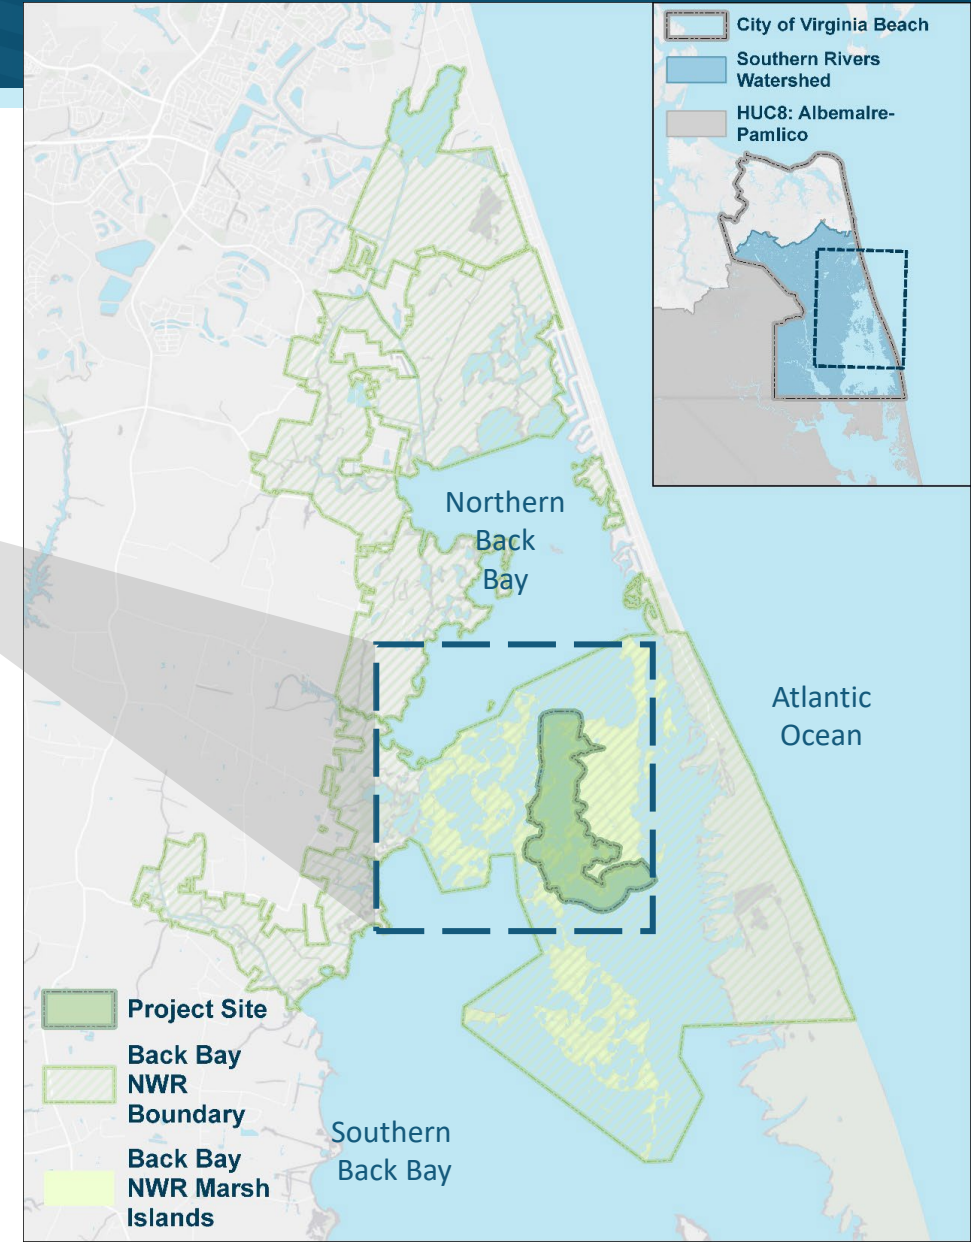 City of Virginia Beach
Southern Rivers
Watershed
HUC8: Albemalre-
Pamlico
Northern
Back
Bay
Atlantic
Ocean
Project Site
Back Bay
NWR
Boundary
Back Bay
NWR Marsh
Islands
Southern
Back Bay